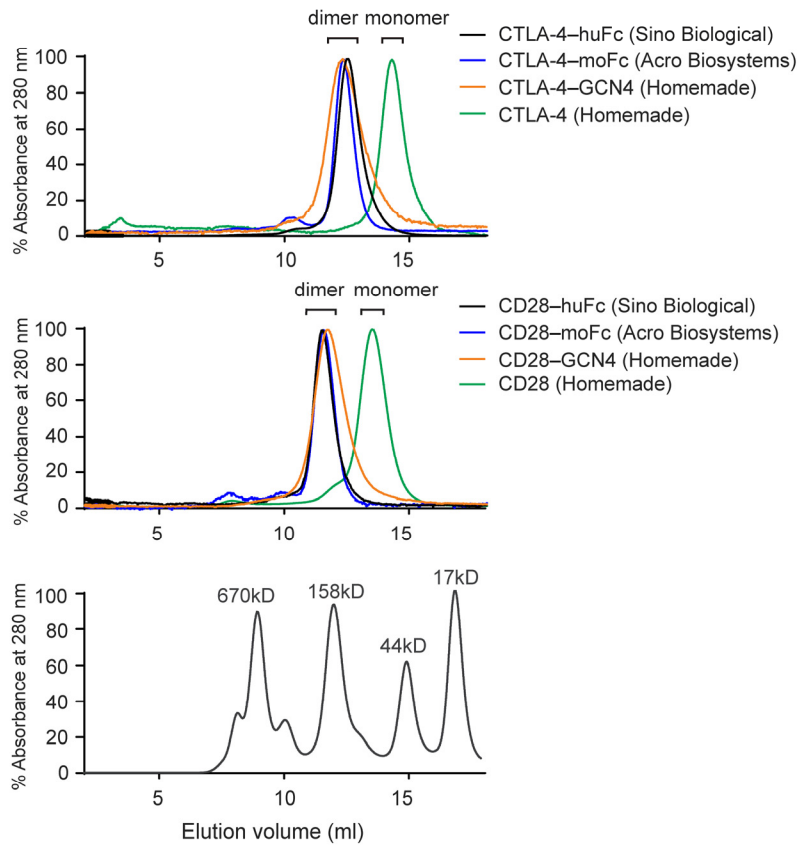 dimer monomer
CTLA-4–huFc (Sino Biological)
CTLA-4–moFc (Acro Biosystems)
CTLA-4–GCN4 (Homemade)
CTLA-4 (Homemade)
% Absorbance at 280 nm
100
80
60
40
20
0
5 10 15
dimer monomer
CD28–huFc (Sino Biological)
CD28–moFc (Acro Biosystems)
CD28–GCN4 (Homemade)
CD28 (Homemade)
% Absorbance at 280 nm
100
80
60
40
20
0
5 10 15
670kD 158kD 44kD 17kD
% Absorbance at 280 nm
100
80
60
40
20
0
5 10 15
Elution volume (ml)